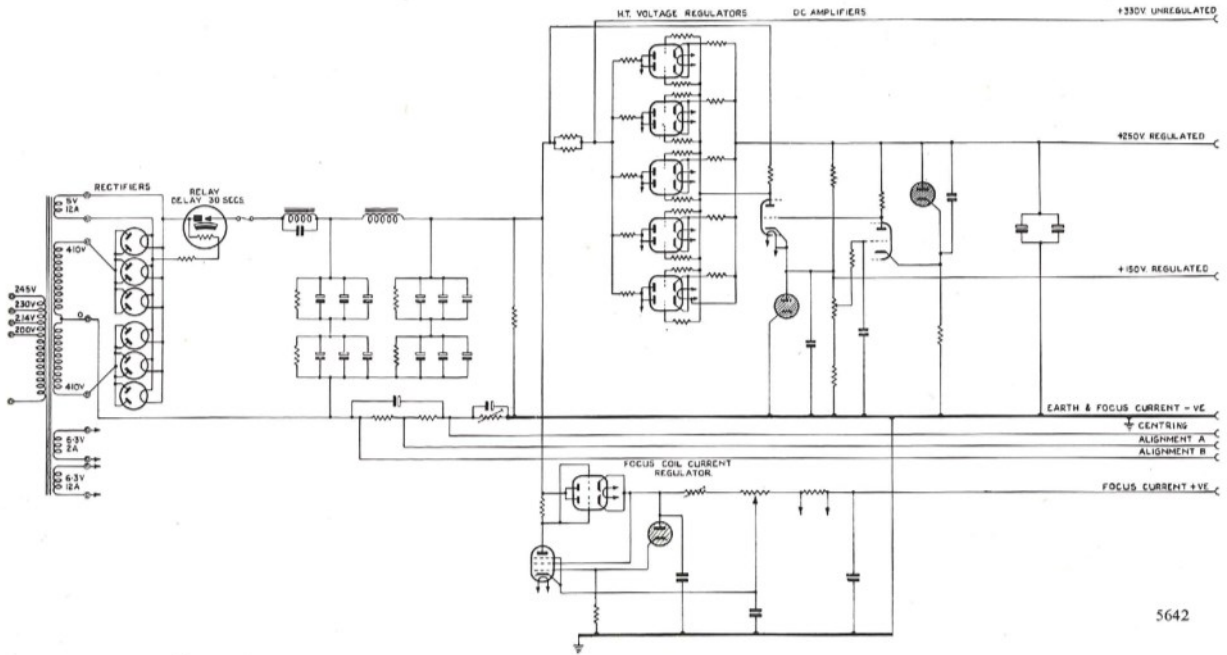 H.T. VOLTAGE REGULATORS
DC AMPLIFIERS
+330V. UNREGULATED
+250V REGULATED
RECTIFIERS
RELAY
DELAY 30 SECS
5V
12A
410V
+150V. REGULATED
245V
230V
214V
200V
0
410V
EARTH & FOCUS CURRENT -VE
CENTRING
ALIGNMENT A
ALIGNMENT B
6·3V
2A
6·3V
12A
FOCUS COIL CURRENT
REGULATOR
FOCUS CURRENT +VE
5642